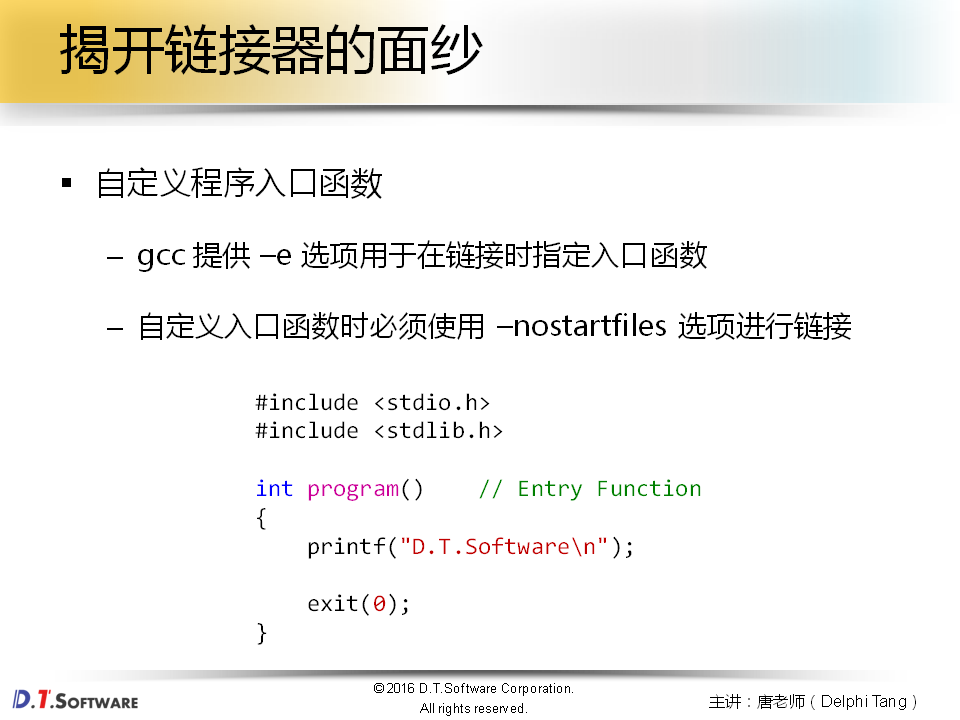 揭开链接器的面纱
▪ 自定义程序入口函数
– gcc 提供 –e 选项用于在链接时指定入口函数
– 自定义入口函数时必须使用 –nostartfiles 选项进行链接
#include <stdio.h>
#include <stdlib.h>
int program()    // Entry Function
{
    printf("D.T.Software\n");
    exit(0);
}
D.T.SOFTWARE
©2016 D.T.Software Corporation.
All rights reserved.
主讲：唐老师（Delphi Tang）